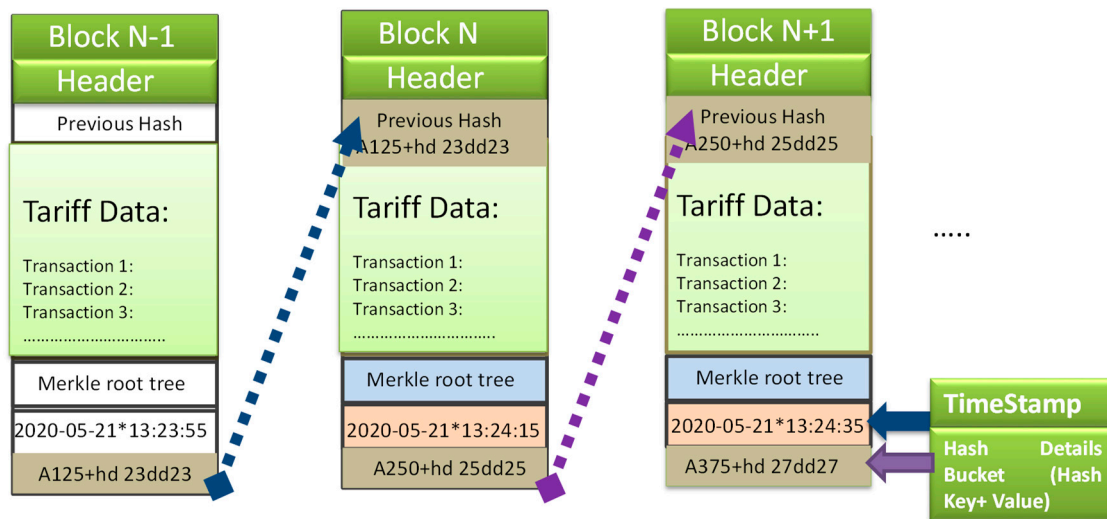 Block N-1
Header
Previous Hash
Tariff Data:
Transaction 1:
Transaction 2:
Transaction 3:
................................
Merkle root tree
2020-05-21*13:23:55
A125+hd 23dd23
Block N
Header
Previous Hash
A125+hd 23dd23
Tariff Data:
Transaction 1:
Transaction 2:
Transaction 3:
................................
Merkle root tree
2020-05-21*13:24:15
A250+hd 25dd25
Block N+1
Header
Previous Hash
A250+hd 25dd25
Tariff Data:
Transaction 1:
Transaction 2:
Transaction 3:
................................
Merkle root tree
2020-05-21*13:24:35
A375+hd 27dd27
.....
TimeStamp
Hash Details
Bucket (Hash
Key+ Value)